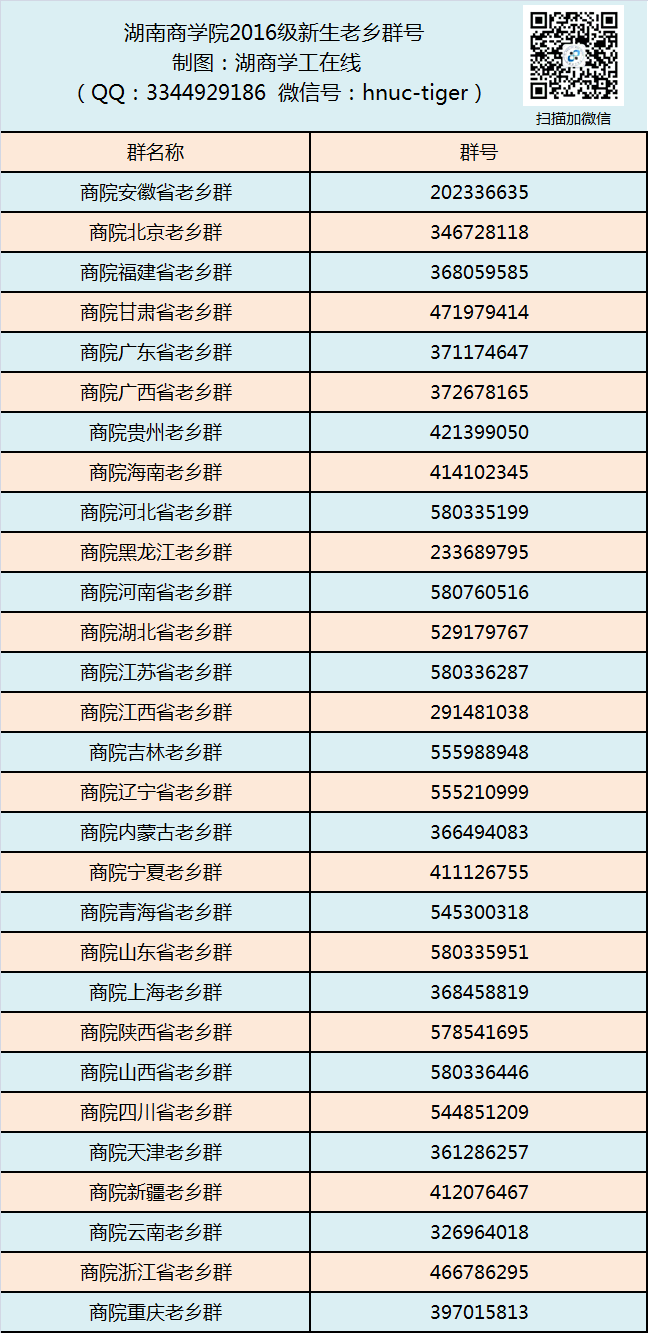 湖南商学院2016级新生老乡群号
制图：湖商学工在线
（QQ：3344929186 微信号：hnuc-tiger）
扫描加微信
群名称 群号
商院安徽省老乡群 202336635
商院北京老乡群 346728118
商院福建省老乡群 368059585
商院甘肃省老乡群 471979414
商院广东省老乡群 371174647
商院广西省老乡群 372678165
商院贵州老乡群 421399050
商院海南老乡群 414102345
商院河北省老乡群 580335199
商院黑龙江老乡群 233689795
商院河南省老乡群 580760516
商院湖北省老乡群 529179767
商院江苏省老乡群 580336287
商院江西省老乡群 291481038
商院吉林老乡群 555988948
商院辽宁省老乡群 555210999
商院内蒙古老乡群 366494083
商院宁夏老乡群 411126755
商院青海省老乡群 545300318
商院山东省老乡群 580335951
商院上海老乡群 368458819
商院陕西省老乡群 578541695
商院山西省老乡群 580336446
商院四川省老乡群 544851209
商院天津老乡群 361286257
商院新疆老乡群 412076467
商院云南老乡群 326964018
商院浙江省老乡群 466786295
商院重庆老乡群 397015813